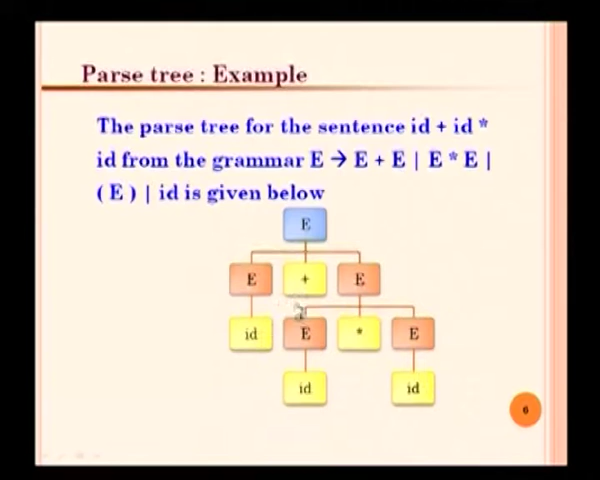 Parse tree : Example
The parse tree for the sentence id + id *
id from the grammar E → E + E | E * E |
( E ) | id is given below
E
E + E
id E * E
id id
6